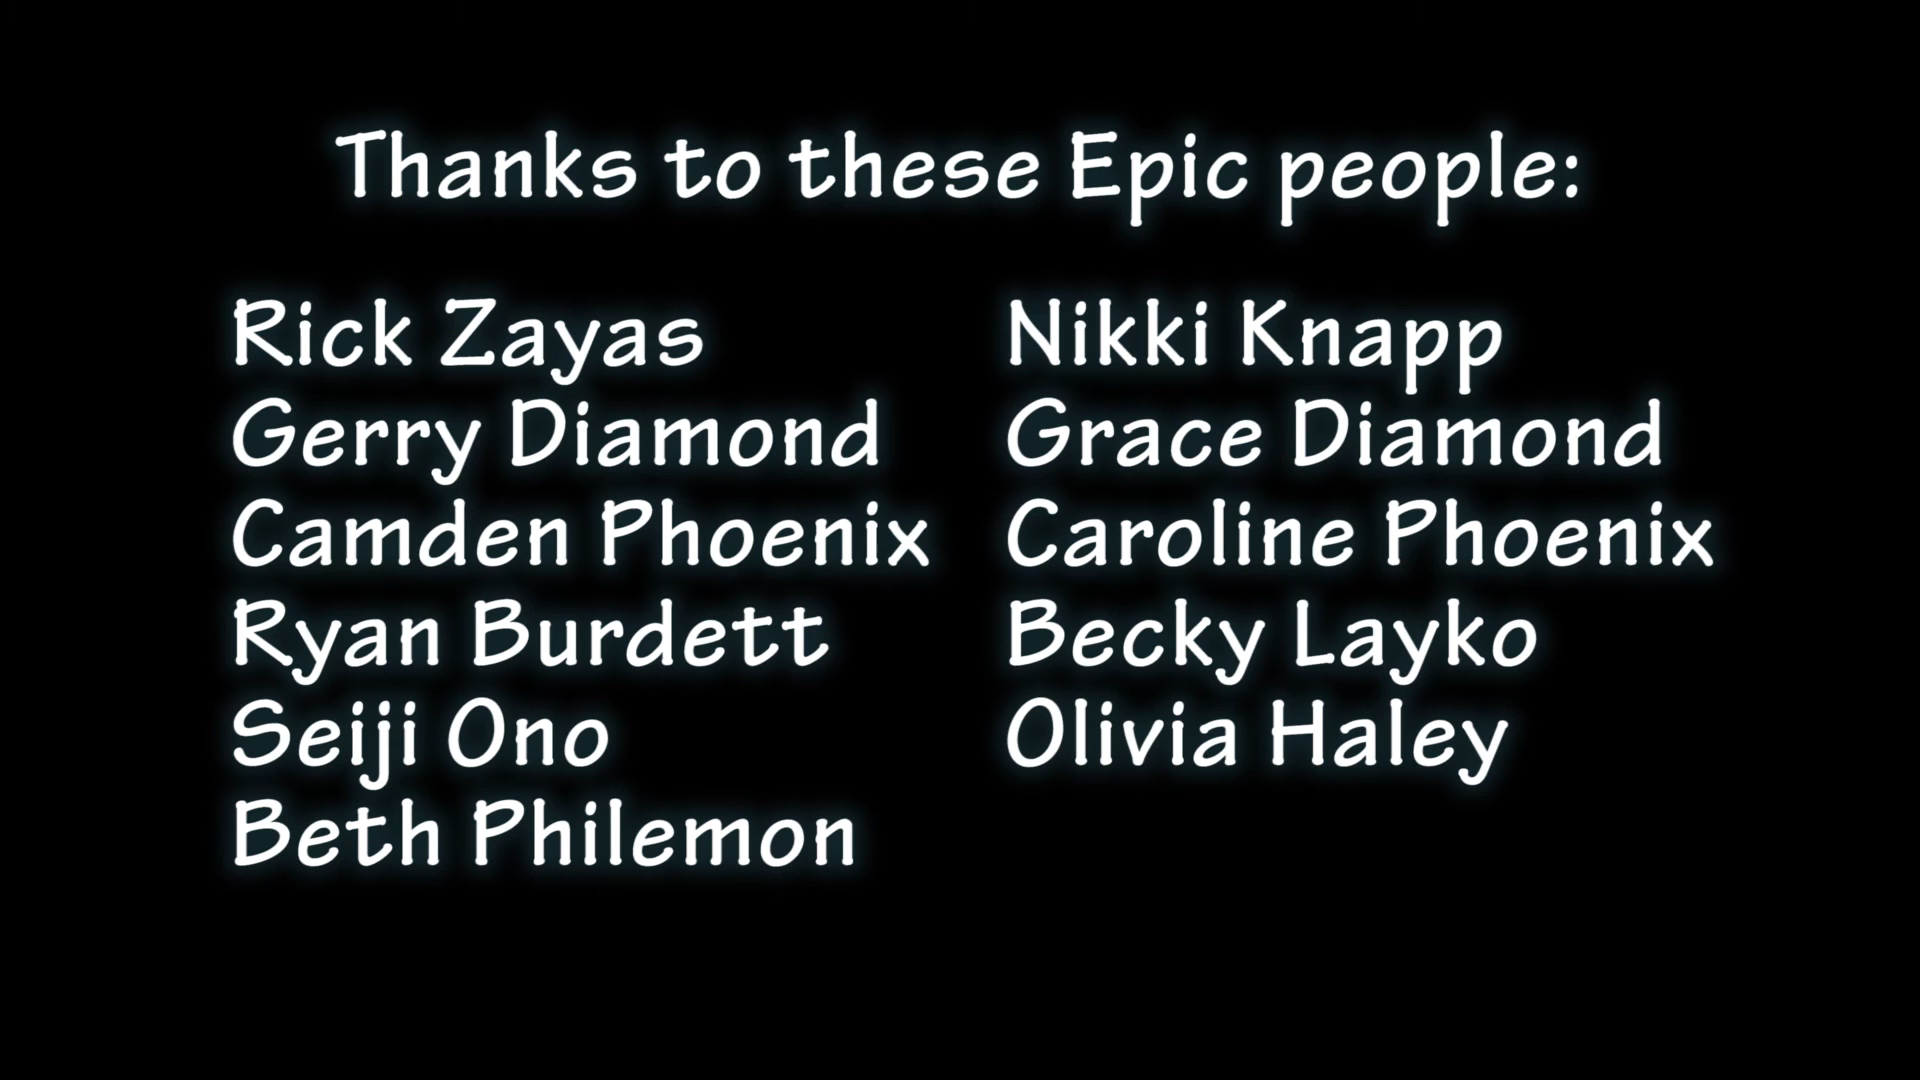 Thanks to these Epic people:
Rick Zayas
Gerry Diamond
Camden Phoenix
Ryan Burdett
Seiji Ono
Beth Philemon
Nikki Knapp
Grace Diamond
Caroline Phoenix
Becky Layko
Olivia Haley